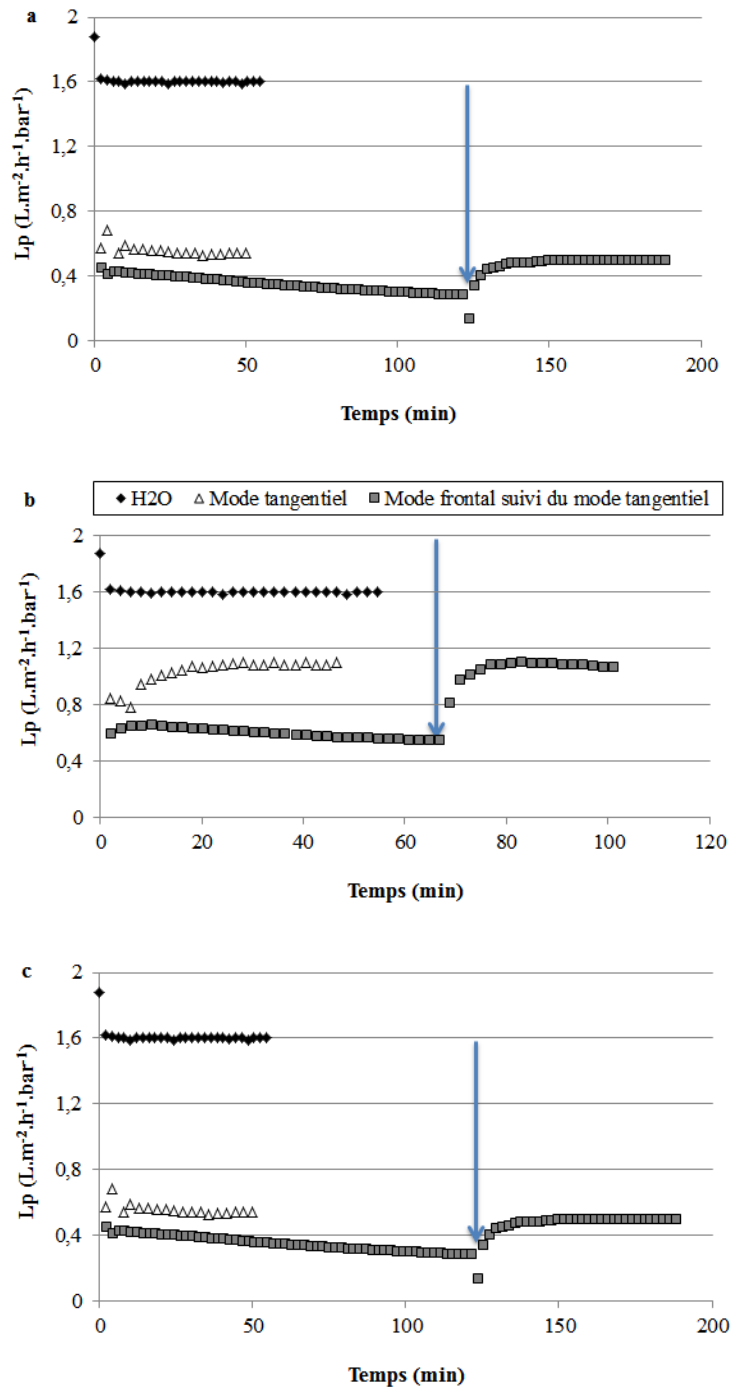 a
2
1,6
1,2
0,8
0,4
0
Lp (L.m-2.h-1.bar-1)
0 50 100 150 200
Temps (min)
b
H2O Mode tangentiel Mode frontal suivi du mode tangentiel
2
1,6
1,2
0,8
0,4
0
Lp (L.m-2.h-1.bar-1)
0 20 40 60 80 100 120
Temps (min)
c
2
1,6
1,2
0,8
0,4
0
Lp (L.m-2.h-1.bar-1)
0 50 100 150 200
Temps (min)